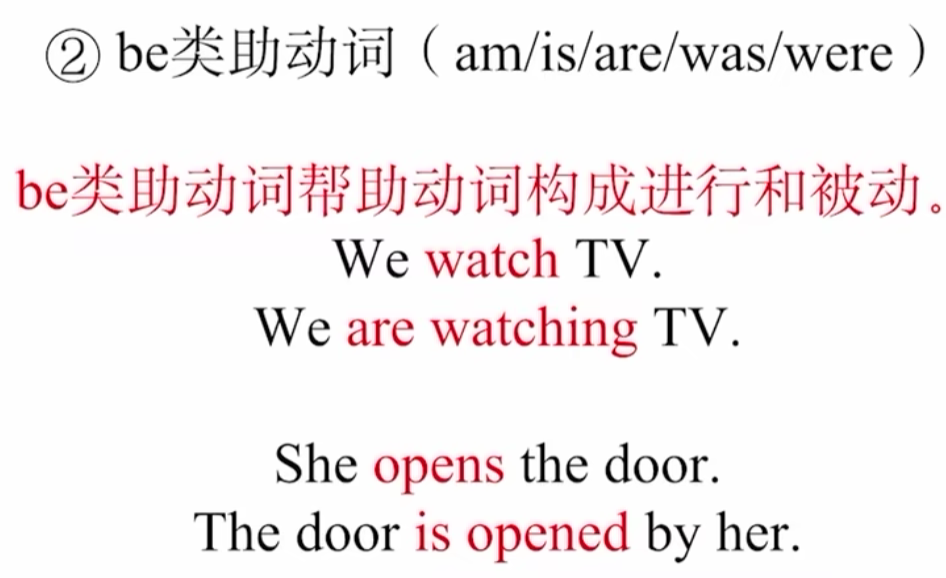 ② be类助动词（am/is/are/was/were）
be类助动词帮助动词构成进行和被动。
We watch TV.
We are watching TV.
She opens the door.
The door is opened by her.